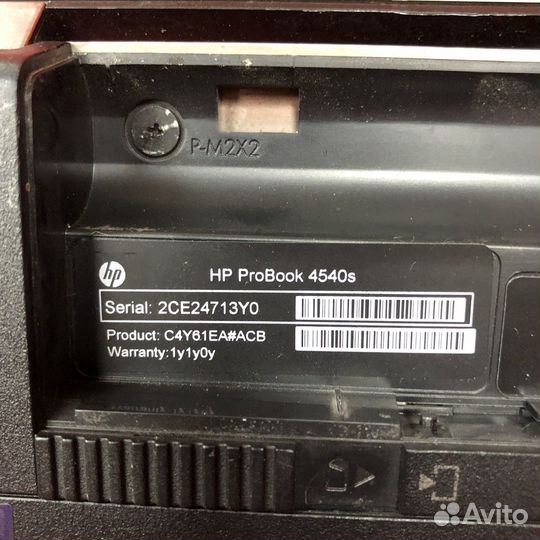 P-M2X2
hp
HP ProBook 4540s
Serial: 2CE24713Y0
Product: C4Y61EA#ACB
Warranty:1y1y0y
Avito